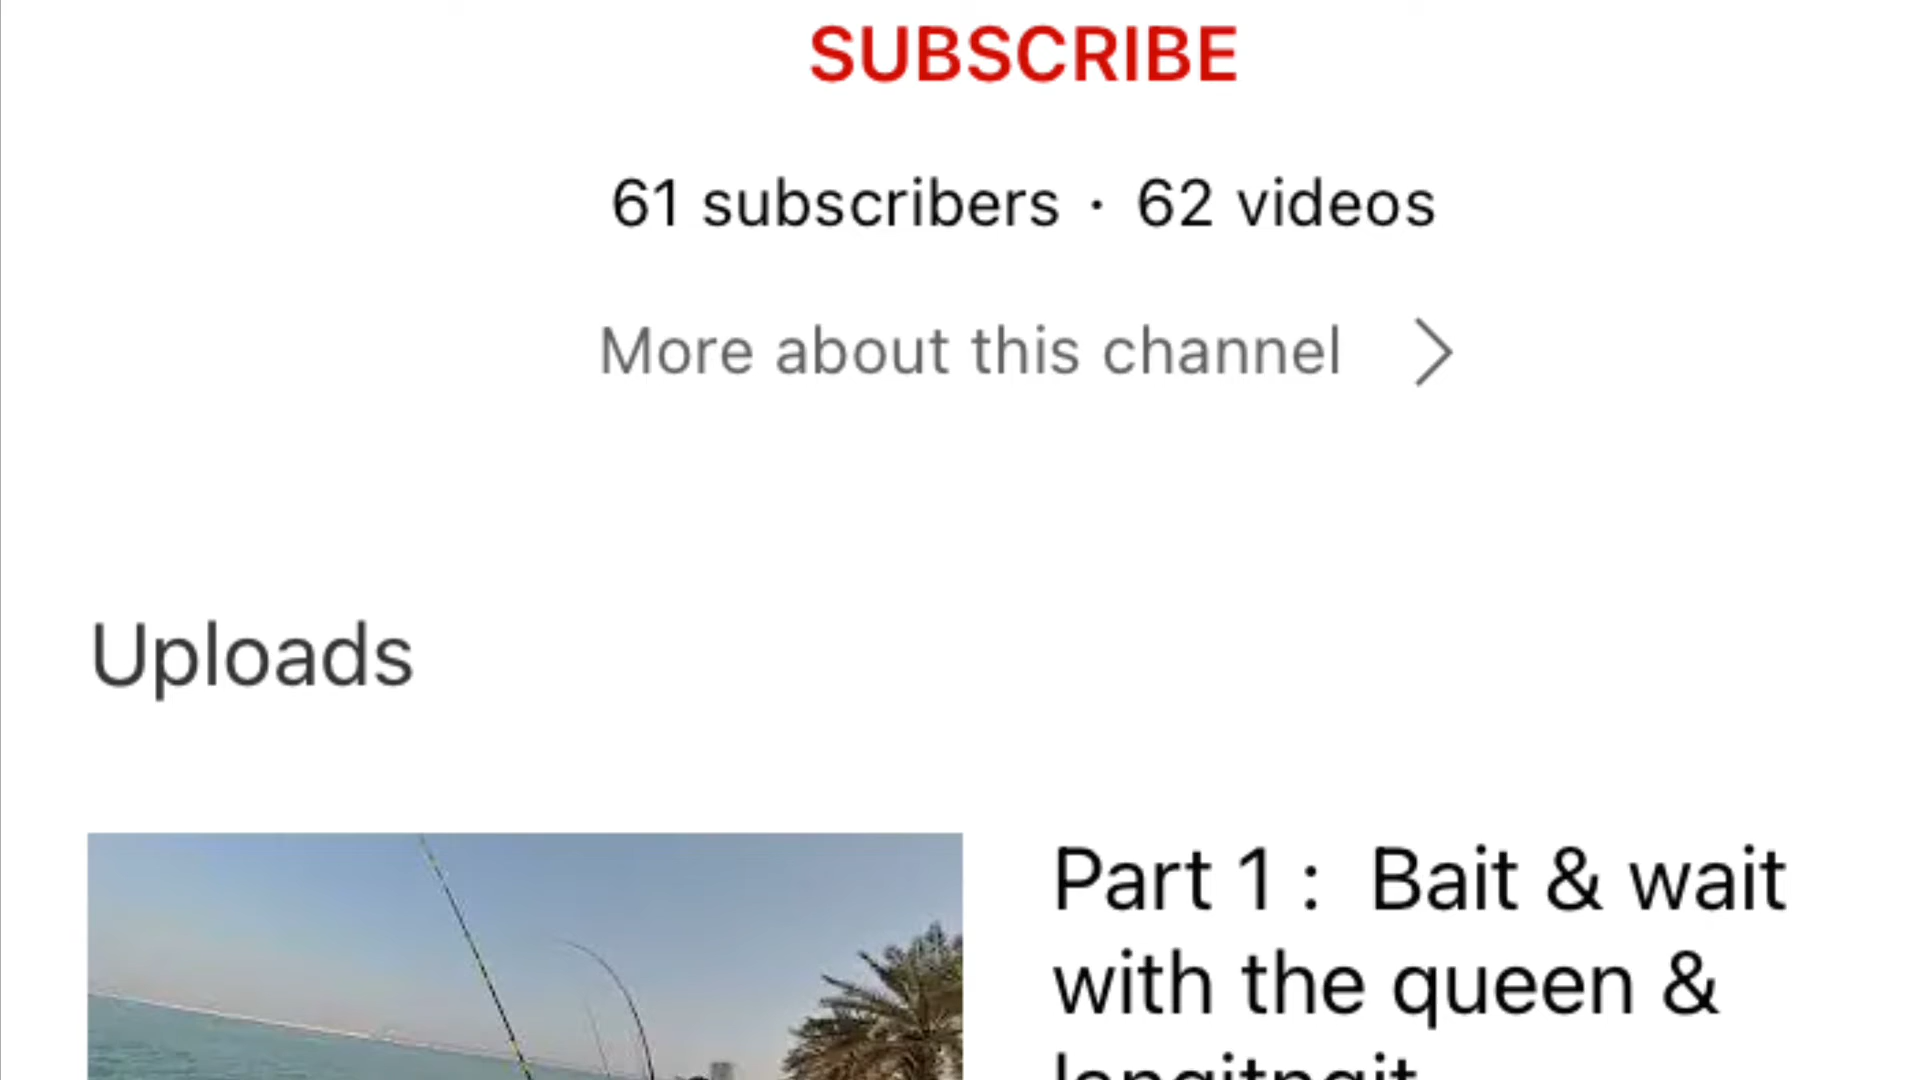 SUBSCRIBE
61 subscribers · 62 videos
More about this channel
Uploads
Part 1 : Bait & wait
with the queen &